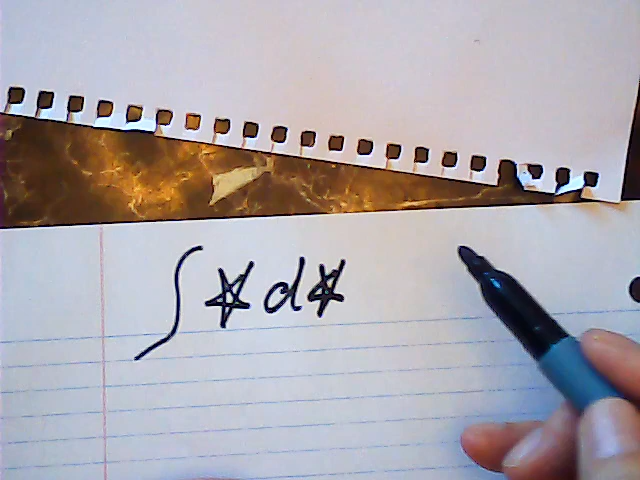 ∫ ☆ d ☆